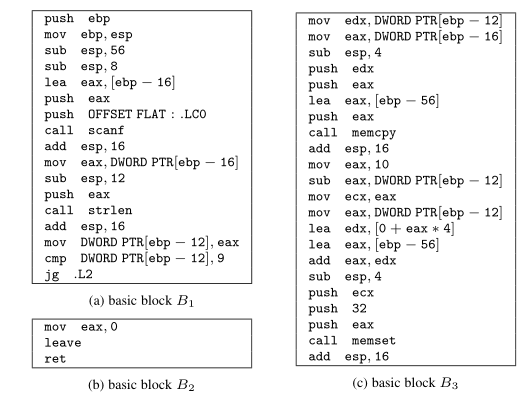 push ebp
mov ebp, esp
sub esp, 56
sub esp, 8
lea eax, [ebp − 16]
push eax
push OFFSET FLAT : .LC0
call scanf
add esp, 16
mov eax, DWORD PTR[ebp − 16]
sub esp, 12
push eax
call strlen
add esp, 16
mov DWORD PTR[ebp − 12], eax
cmp DWORD PTR[ebp − 12], 9
jg .L2
(a) basic block B1
mov eax, 0
leave
ret
(b) basic block B2
mov edx, DWORD PTR[ebp − 12]
mov eax, DWORD PTR[ebp − 16]
sub esp, 4
push edx
push eax
lea eax, [ebp − 56]
push eax
call memcpy
add esp, 16
mov eax, 10
sub eax, DWORD PTR[ebp − 12]
mov ecx, eax
mov eax, DWORD PTR[ebp − 12]
lea edx, [0 + eax * 4]
lea eax, [ebp − 56]
add eax, edx
sub esp, 4
push ecx
push 32
push eax
call memset
add esp, 16
(c) basic block B3